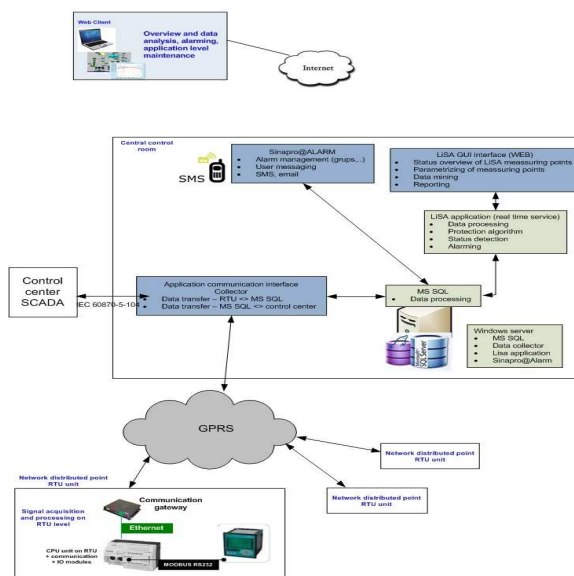 Web Client
Overview and data
analysis, alarming,
application level
maintenance
Internet
Central control
room
SMS
Sinapro@ALARM
• Alarm management (grups,..)
• User messaging
• SMS, email
LiSA GUI interface (WEB)
• Status overview of LiSA meassuring points
• Parametrizing of meassuring points
• Data mining
• Reporting
LiSA application (real time service)
• Data processing
• Protection algorithm
• Status detection
• Alarming
Control
center
SCADA
IEC 60870-5-104
Application communication interface
Collector
• Data transfer – RTU <> MS SQL
• Data transfer – MS SQL <> control center
MS SQL
• Data processing
SQL Server
Windows server
• MS SQL
• Data collector
• Lisa application
• Sinapro@Alarm
GPRS
Network distributed point
RTU unit
Network distributed point
RTU unit
Network distributed point
RTU unit
Signal acquisition
and processing on
RTU level
Communication
gateway
Ethernet
CPU unit on RTU
+ communication
+ IO modules
MODBUS RS232